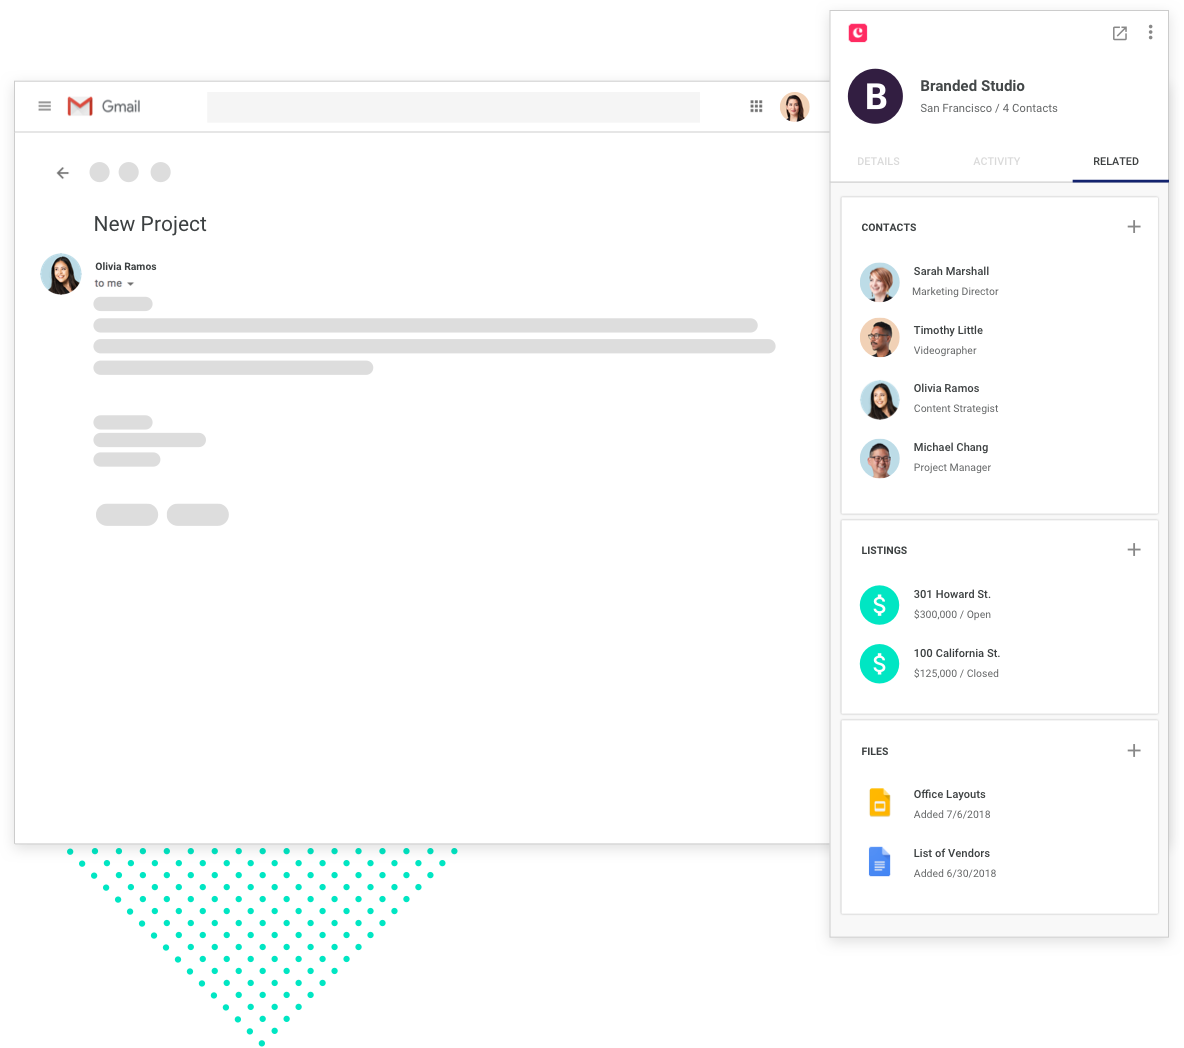 Gmail
New Project
Olivia Ramos
to me
B
Branded Studio
San Francisco / 4 Contacts
DETAILS
ACTIVITY
RELATED
CONTACTS
Sarah Marshall
Marketing Director
Timothy Little
Videographer
Olivia Ramos
Content Strategist
Michael Chang
Project Manager
LISTINGS
$
301 Howard St.
$300,000 / Open
$
100 California St.
$125,000 / Closed
FILES
Office Layouts
Added 7/6/2018
List of Vendors
Added 6/30/2018